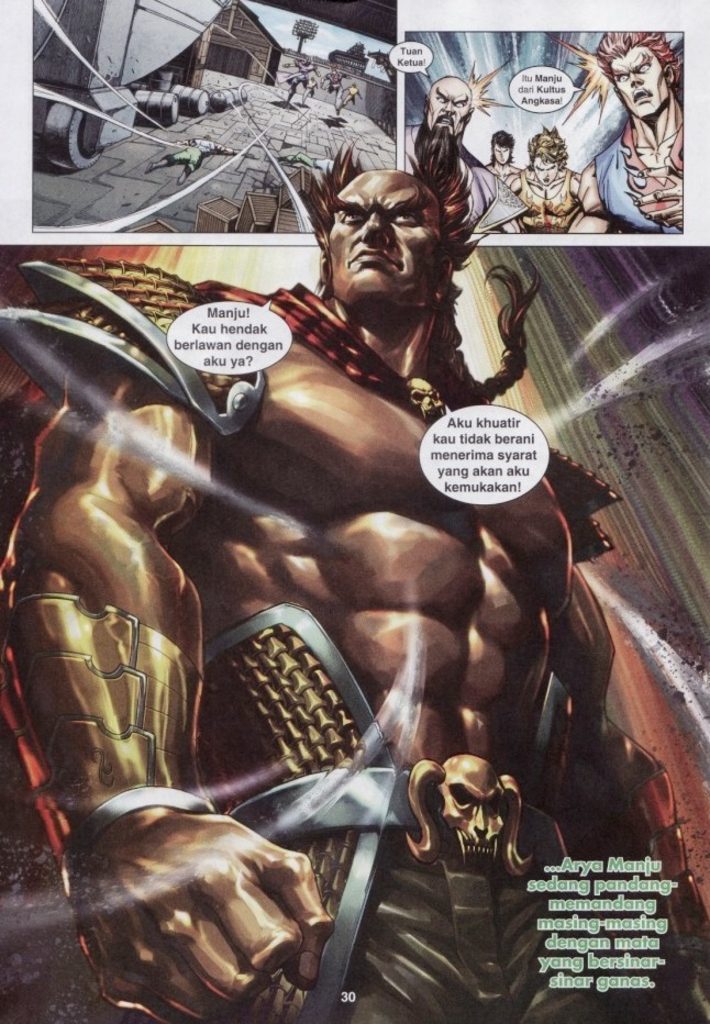 Tuan
Ketua!
Itu Manju
dari Kultus
Angkasa!
Manju!
Kau hendak
berlawan dengan
aku ya?
Aku khuatir
kau tidak berani
menerima syarat
yang akan aku
kemukakan!
...Arya Manju
sedang pandang-
memandang
masing-masing
dengan mata
yang bersinar-
sinar ganas.
30